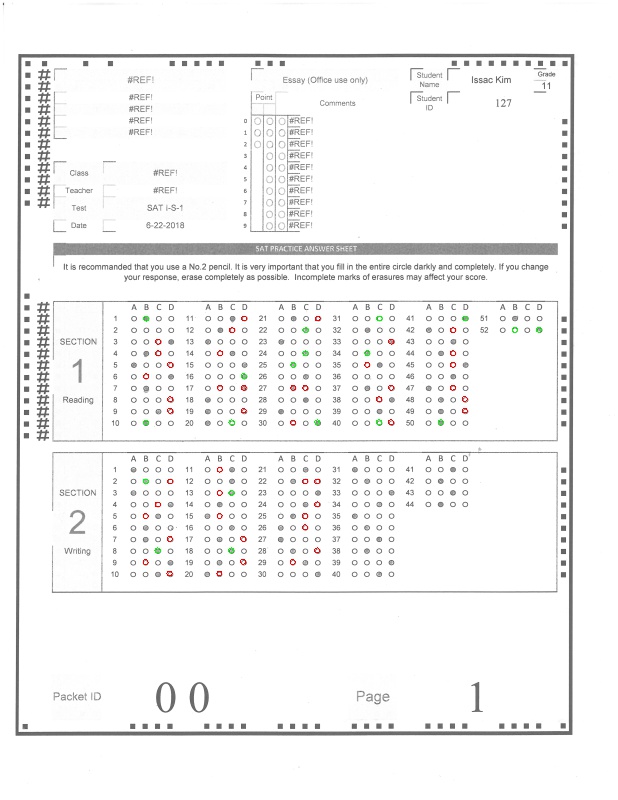 #REF! Essay (Office use only) Student Name Issac Kim Grade 11
#REF! Point Comments Student ID 127
#REF!
#REF! 0 #REF!
#REF! 1 #REF!
2 #REF!
3 #REF!
4 #REF!
Class #REF! 5 #REF!
Teacher #REF! 6 #REF!
Test SAT I-S-1 7 #REF!
8 #REF!
Date 6-22-2018 9 #REF!
SAT PRACTICE ANSWER SHEET
It is recommanded that you use a No.2 pencil. It is very important that you fill in the entire circle darkly and completely. If you change
your response, erase completely as possible. Incomplete marks of erasures may affect your score.
A B C D A B C D A B C D A B C D A B C D A B C D
1 11 21 31 41 51
2 12 22 32 42 52
SECTION 3 13 23 33 43
1 4 14 24 34 44
5 15 25 35 45
6 16 26 36 46
7 17 27 37 47
Reading 8 18 28 38 48
9 19 29 39 49
10 20 30 40 50
A B C D A B C D A B C D A B C D A B C D
1 11 21 31 41
2 12 22 32 42
SECTION 3 13 23 33 43
2 4 14 24 34 44
5 15 25 35
6 16 26 36
7 17 27 37
Writing 8 18 28 38
9 19 29 39
10 20 30 40
Packet ID 0 0 Page 1